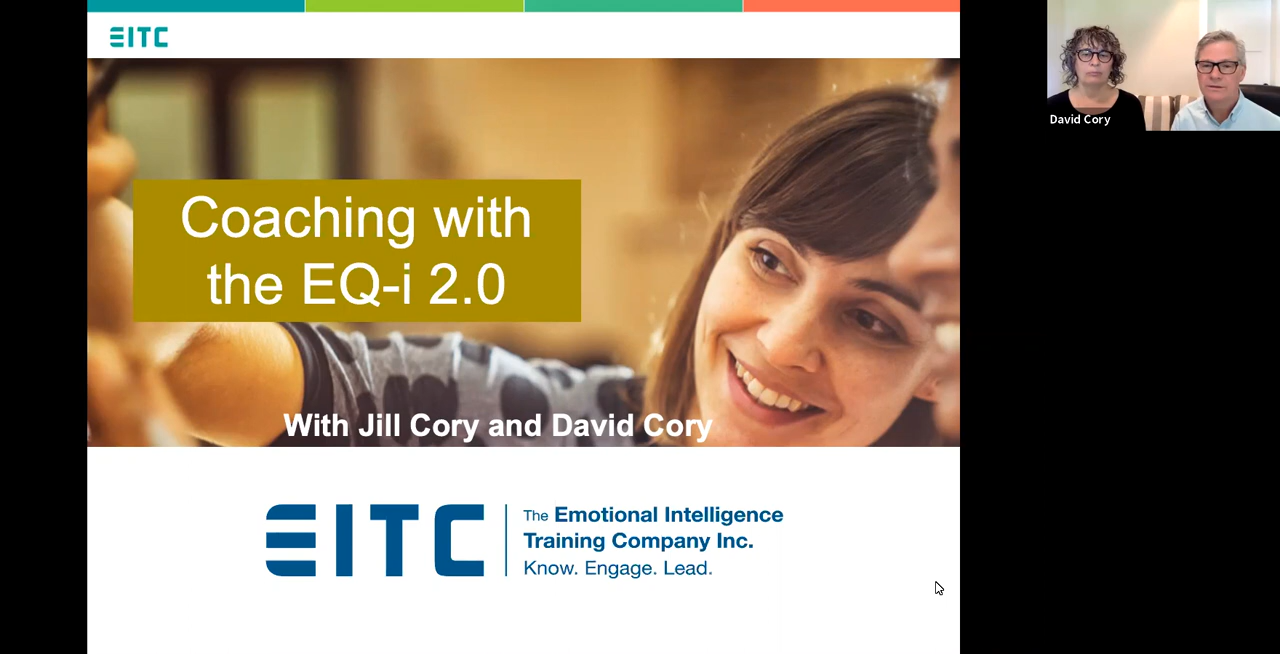 EITC
David Cory
Coaching with
the EQ-i 2.0
With Jill Cory and David Cory
EITC
The Emotional Intelligence
Training Company Inc.
Know. Engage. Lead.